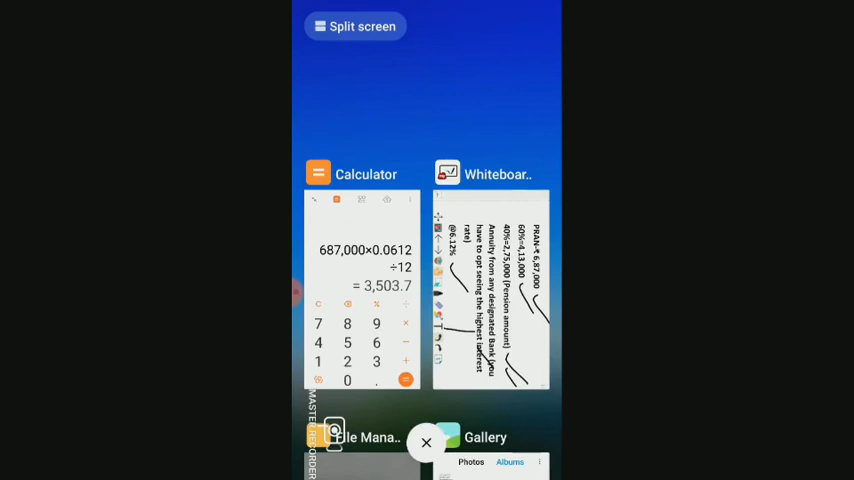 Split screen
Calculator
Whiteboar..
687,000×0.0612
÷12
= 3,503.7
C
%
÷
7 8 9 ×
4 5 6 −
1 2 3 +
0 . =
PRAN-₹ 6,87,000
60%=4,13,000
40%=2,75,000 (Pension amount)
Annuity from any designated Bank (you
have to opt seeing the highest interest
rate)
@6.12%
MASTER RECORDER
File Mana..
Gallery
Photos Albums